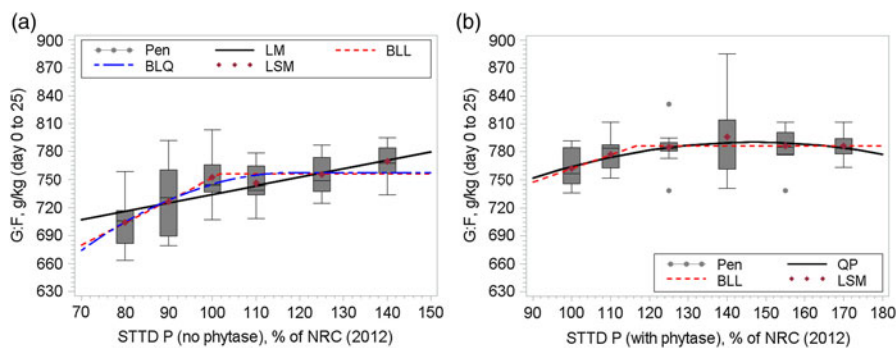 (a)
900
870
840
810
780
750
720
690
660
630
G:F, g/kg (day 0 to 25)
Pen LM BLL
BLQ LSM
70 80 90 100 110 120 130 140 150
STTD P (no phytase), % of NRC (2012)
(b)
900
870
840
810
780
750
720
690
660
630
G:F, g/kg (day 0 to 25)
Pen QP
BLL LSM
90 100 110 120 130 140 150 160 170 180
STTD P (with phytase), % of NRC (2012)